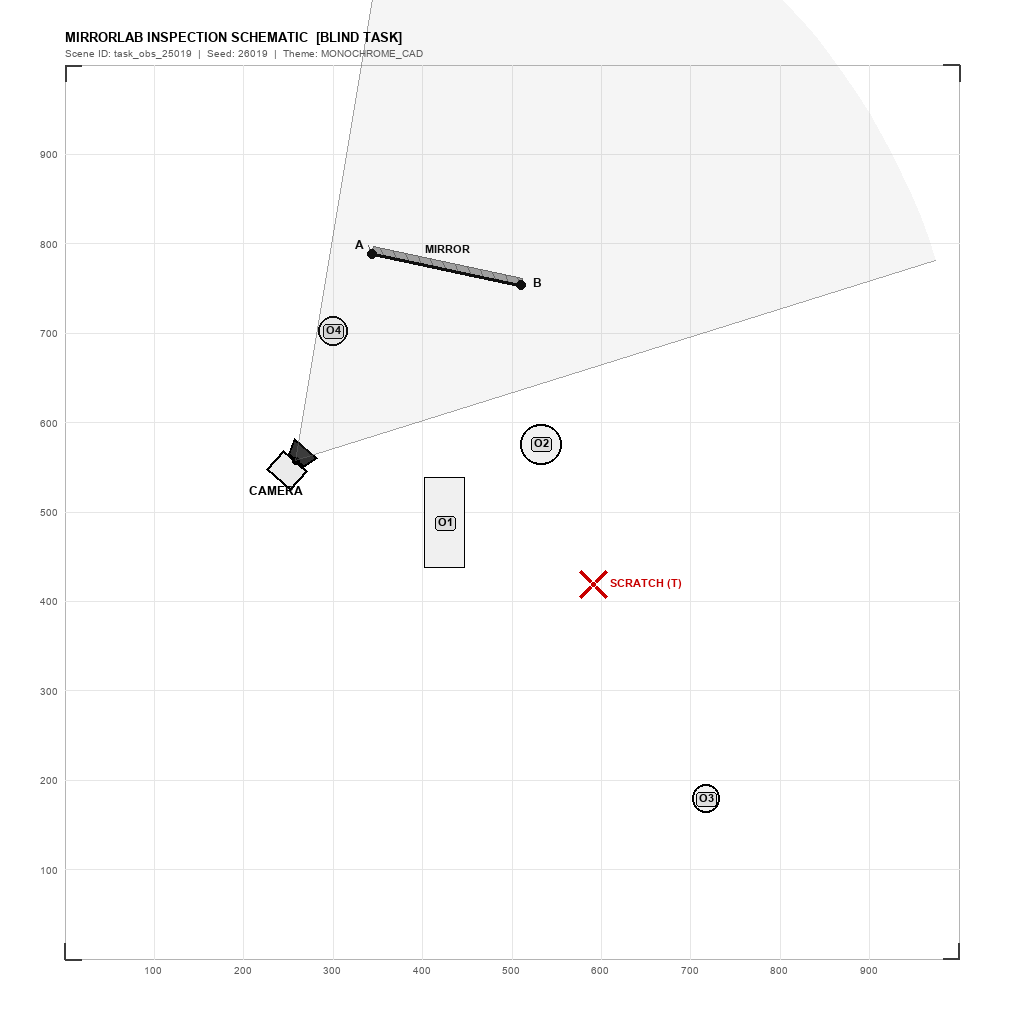 MIRRORLAB INSPECTION SCHEMATIC [BLIND TASK]
Scene ID: task_obs_25019 | Seed: 26019 | Theme: MONOCHROME_CAD
900
A
MIRROR
800
B
O4
700
600
O2
CAMERA
500
O1
SCRATCH (T)
400
300
200
O3
100
100 200 300 400 500 600 700 800 900